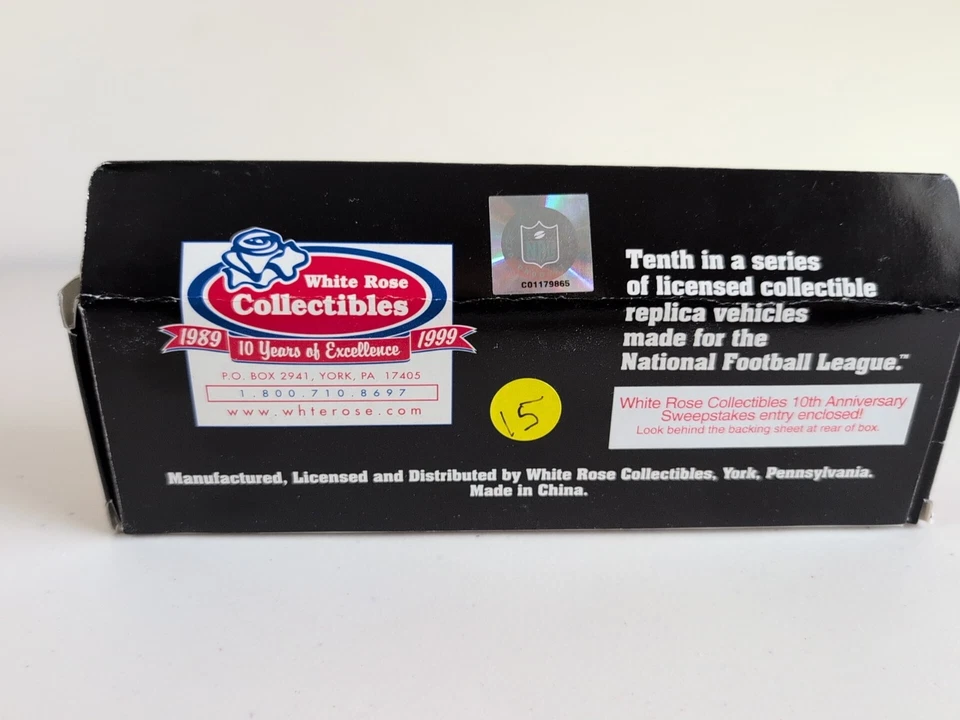 White Rose
Collectibles
1989 1999
10 Years of Excellence
P.O. BOX 2941, YORK, PA 17405
1.800.710.8697
www.whterose.com
C01179865
15
Tenth in a series
of licensed collectible
replica vehicles
made for the
National Football League.™
White Rose Collectibles 10th Anniversary
Sweepstakes entry enclosed!
Look behind the backing sheet at rear of box.
Manufactured, Licensed and Distributed by White Rose Collectibles, York, Pennsylvania.
Made in China.